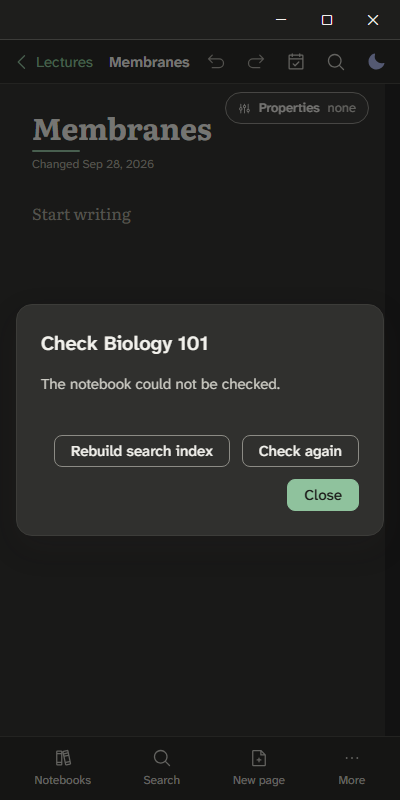 Lectures Membranes
Properties none
Membranes
Changed Sep 28, 2026
Start writing
Check Biology 101
The notebook could not be checked.
Rebuild search index Check again
Close
Notebooks Search New page More